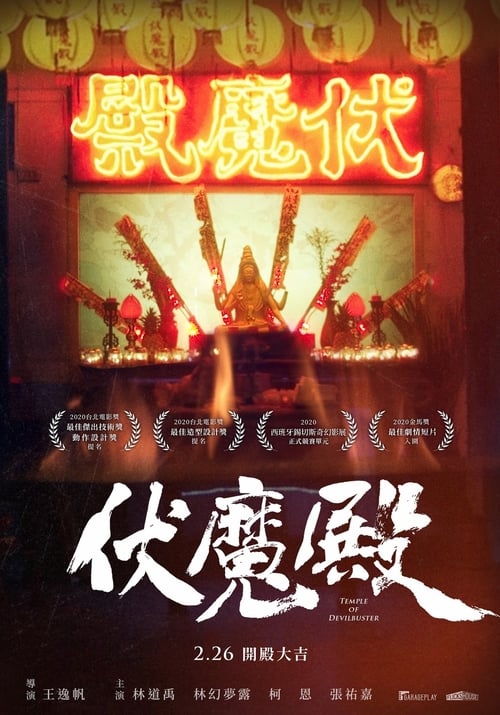 伏魔殿
2020台北電影獎
最佳傑出技術獎
動作設計獎
提名
2020台北電影獎
最佳造型設計獎
提名
2020
西班牙錫切斯奇幻影展
正式競賽單元
2020金馬獎
最佳劇情短片
入圍
伏魔殿
TEMPLE
OF
DEVILBUSTER
2.26 開殿大吉
導演 王逸帆 主演 林道禹 林幻夢露 柯恩 張祐嘉
GARAGEPLAY